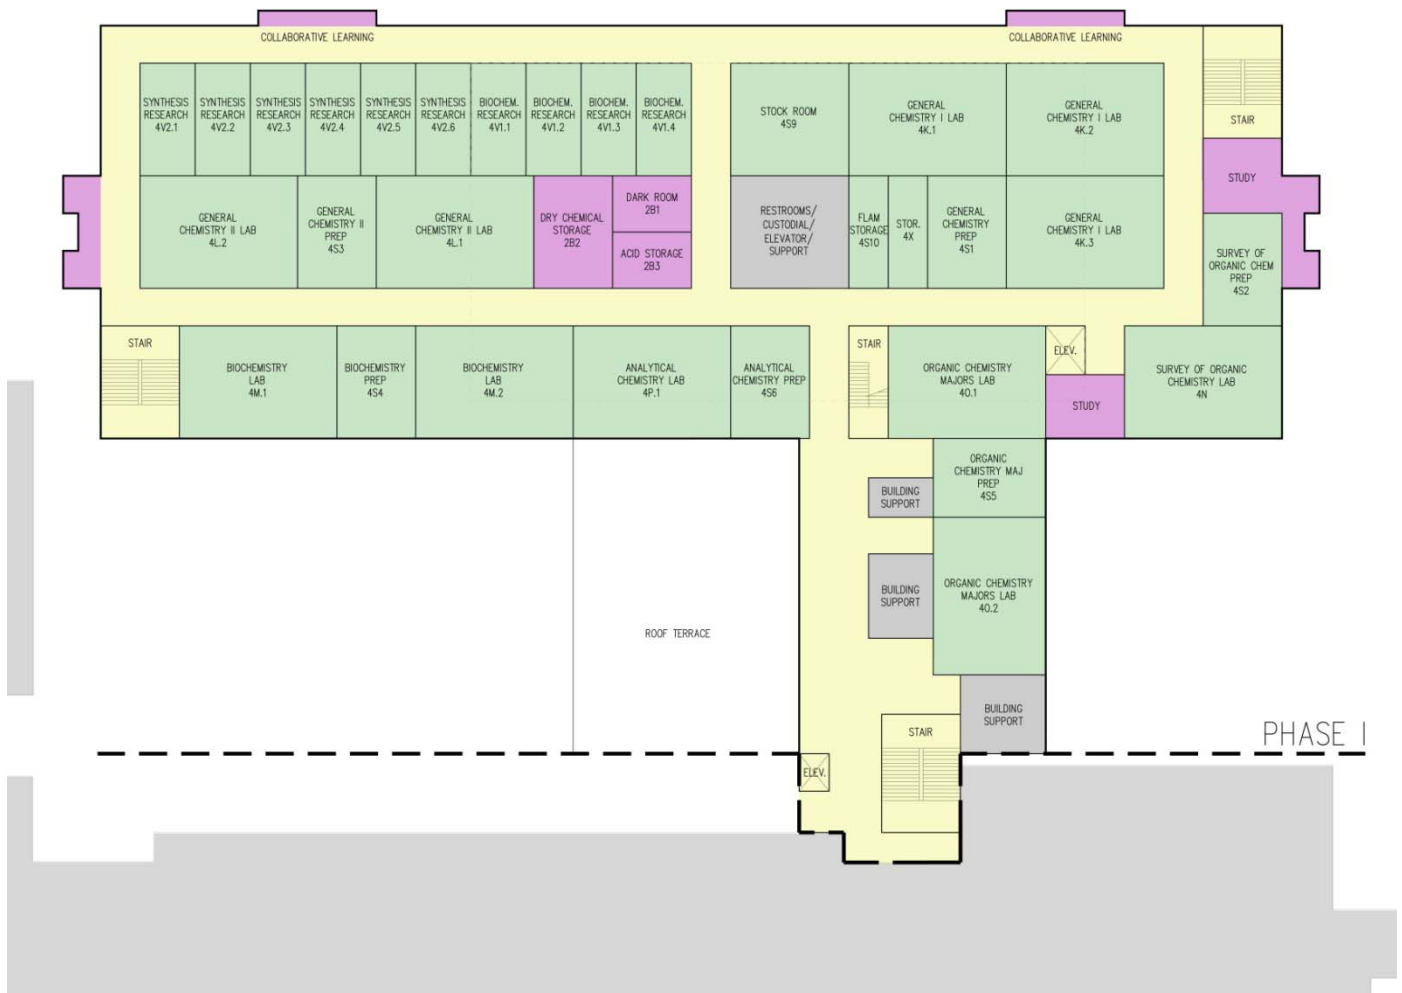 COLLABORATIVE LEARNING
COLLABORATIVE LEARNING
SYNTHESIS
RESEARCH
4V2.1
SYNTHESIS
RESEARCH
4V2.2
SYNTHESIS
RESEARCH
4V2.3
SYNTHESIS
RESEARCH
4V2.4
SYNTHESIS
RESEARCH
4V2.5
SYNTHESIS
RESEARCH
4V2.6
BIOCHEM.
RESEARCH
4V1.1
BIOCHEM.
RESEARCH
4V1.2
BIOCHEM.
RESEARCH
4V1.3
BIOCHEM.
RESEARCH
4V1.4
STOCK ROOM
4S9
GENERAL
CHEMISTRY I LAB
4K.1
GENERAL
CHEMISTRY I LAB
4K.2
STAIR
STUDY
GENERAL
CHEMISTRY II LAB
4L.2
GENERAL
CHEMISTRY II
PREP
4S3
GENERAL
CHEMISTRY II LAB
4L.1
DRY CHEMICAL
STORAGE
2B2
DARK ROOM
2B1
ACID STORAGE
2B3
RESTROOMS/
CUSTODIAL/
ELEVATOR/
SUPPORT
FLAM
STORAGE
4S10
STOR.
4X
GENERAL
CHEMISTRY
PREP
4S1
GENERAL
CHEMISTRY I LAB
4K.3
SURVEY OF
ORGANIC CHEM
PREP
4S2
STAIR
BIOCHEMISTRY
LAB
4M.1
BIOCHEMISTRY
PREP
4S4
BIOCHEMISTRY
LAB
4M.2
ANALYTICAL
CHEMISTRY LAB
4P.1
ANALYTICAL
CHEMISTRY PREP
4S6
STAIR
ORGANIC CHEMISTRY
MAJORS LAB
4O.1
ELEV.
STUDY
SURVEY OF ORGANIC
CHEMISTRY LAB
4N
ORGANIC
CHEMISTRY MAJ
PREP
4S5
BUILDING
SUPPORT
BUILDING
SUPPORT
ORGANIC CHEMISTRY
MAJORS LAB
4O.2
ROOF TERRACE
BUILDING
SUPPORT
STAIR
PHASE I
ELEV.